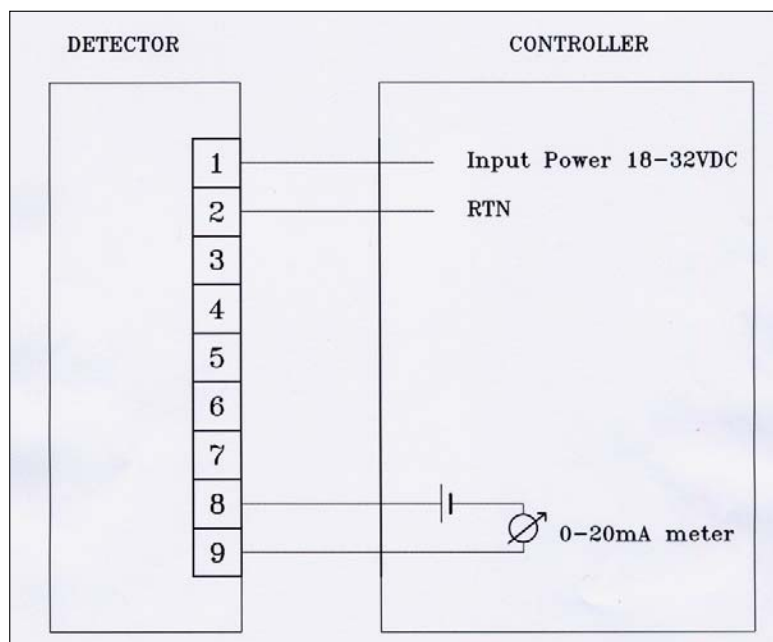 DETECTOR
CONTROLLER
1
Input Power 18-32VDC
2
RTN
3
4
5
6
7
8
9
0-20mA meter